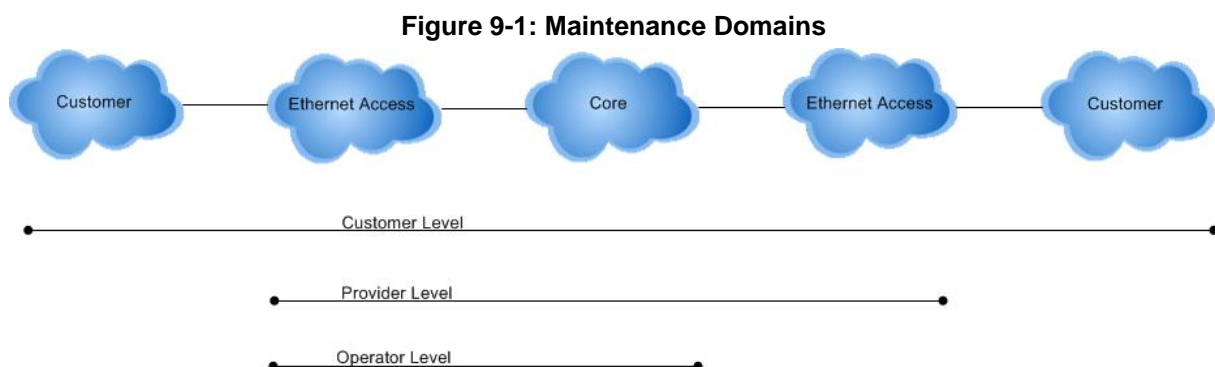 Figure 9-1: Maintenance Domains
Customer
Ethernet Access
Core
Ethernet Access
Customer
Customer Level
Provider Level
Operator Level